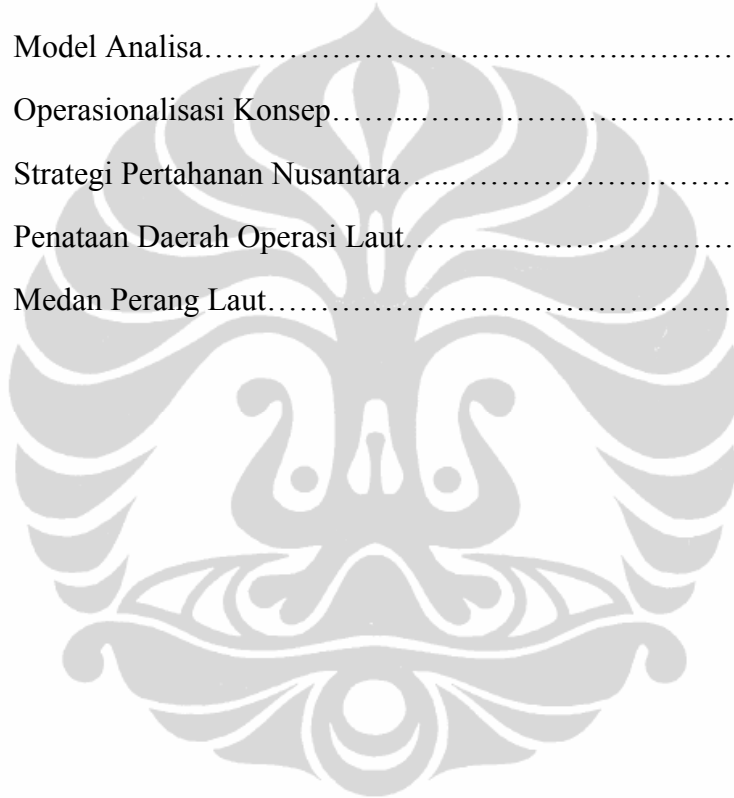 Model Analisa……………………………………….…………
Operasionalisasi Konsep……..……………….……………
Strategi Pertahanan Nusantara…...………………..……
Penataan Daerah Operasi Laut……………………………
Medan Perang Laut………………………………….………